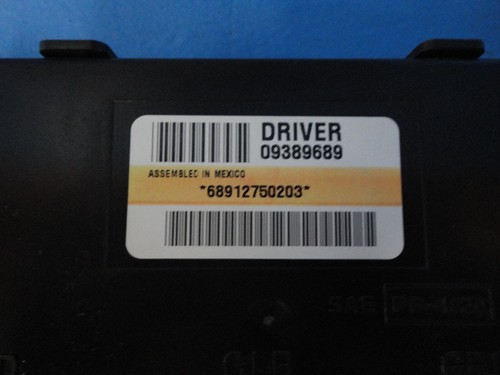 DRIVER
09389689
ASSEMBLED IN MEXICO
*68912750203*